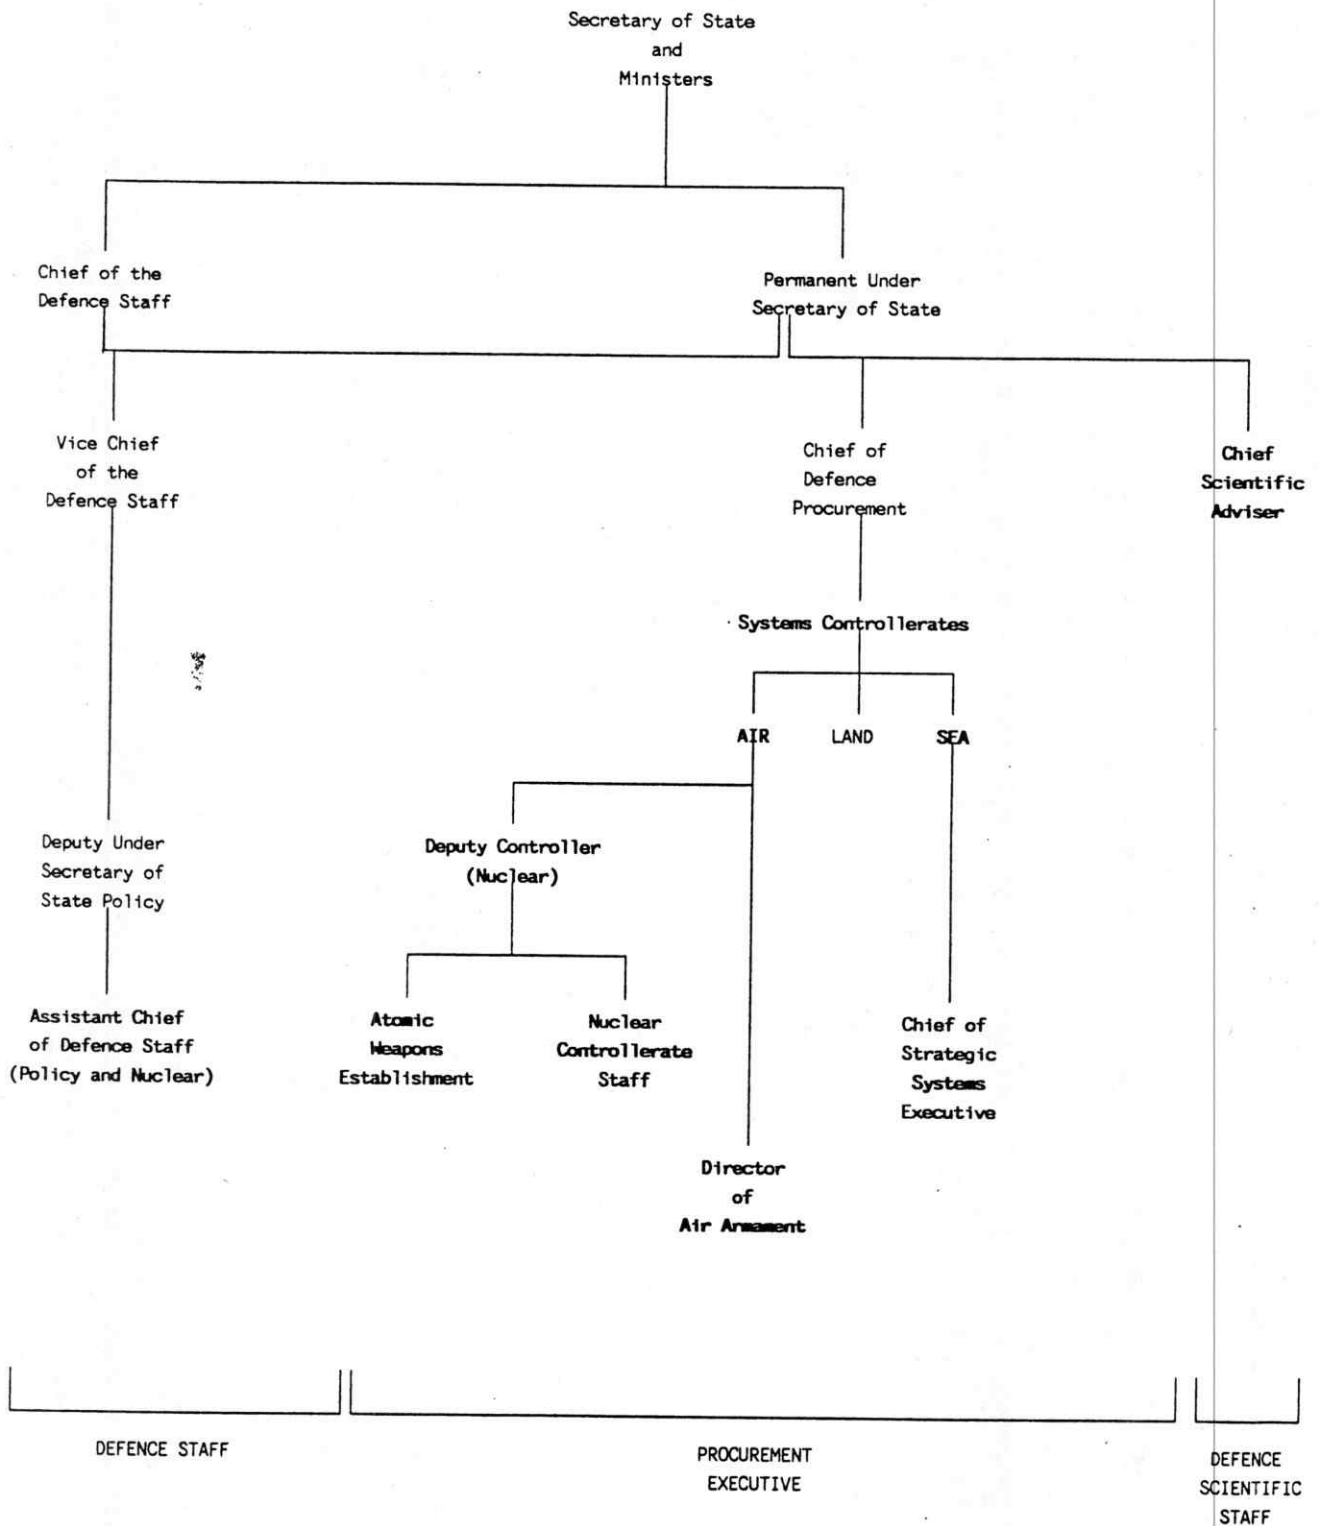 Secretary of State
and
Ministers
Chief of the
Defence Staff
Permanent Under
Secretary of State
Vice Chief
of the
Defence Staff
Chief of
Defence
Procurement
Chief
Scientific
Adviser
Systems Controllerates
AIR
LAND
SEA
Deputy Under
Secretary of
State Policy
Deputy Controller
(Nuclear)
Assistant Chief
of Defence Staff
(Policy and Nuclear)
Atomic
Weapons
Establishment
Nuclear
Controllerate
Staff
Chief of
Strategic
Systems
Executive
Director
of
Air Armament
DEFENCE STAFF
PROCUREMENT
EXECUTIVE
DEFENCE
SCIENTIFIC
STAFF